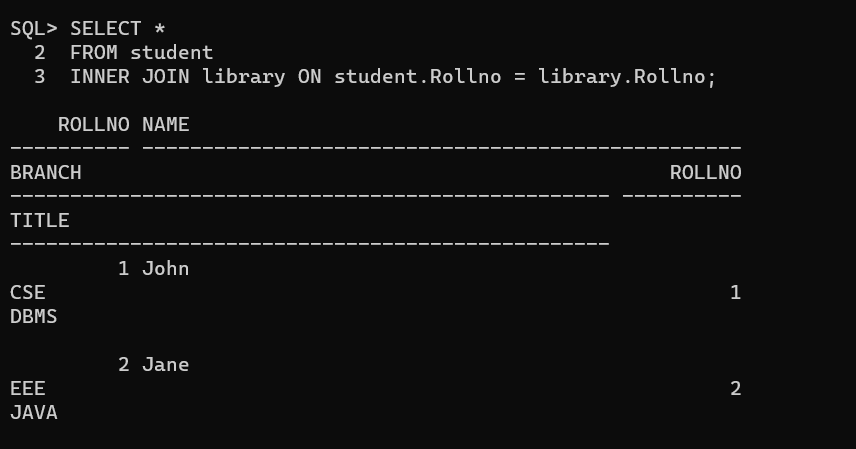 SQL> SELECT *
  2  FROM student
  3  INNER JOIN library ON student.Rollno = library.Rollno;

    ROLLNO NAME
---------- --------------------------------------------------
BRANCH                                                 ROLLNO
-------------------------------------------------- ----------
TITLE
--------------------------------------------------
         1 John
CSE                                                         1
DBMS

         2 Jane
EEE                                                         2
JAVA